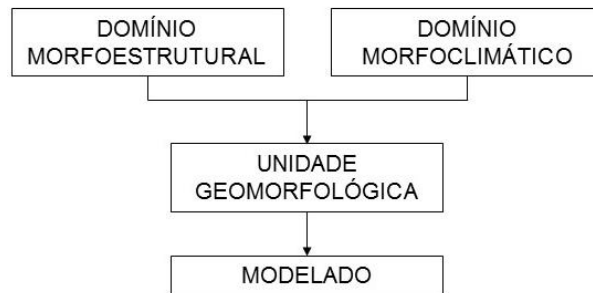 DOMÍNIO
MORFOESTRUTURAL
DOMÍNIO
MORFOCLIMÁTICO
UNIDADE
GEOMORFOLÓGICA
MODELADO